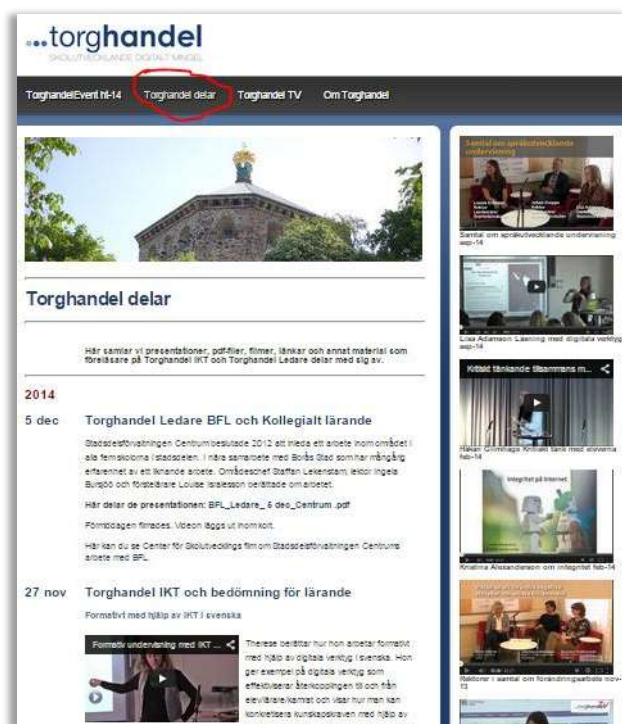 ...torghandel
SKOLUTVECKLANDE DIGITALT MINGEL
TorghandelEvent ht-14 Torghandel delar Torghandel TV Om Torghandel
Torghandel delar
Här samlar vi presentationer, pdf-filer, filmer, länkar och annat material som
föreläsare på Torghandel IKT och Torghandel Ledare delar med sig av.
2014
5 dec Torghandel Ledare BFL och Kollegialt lärande
Stadsdelsförvaltningen Centrum beslutade 2012 att inleda ett arbete inom området i
alla fem skolorna i stadsdelen. I nära samarbete med Borås Stad som har mångårig
erfarenhet av ett liknande arbete. Områdeschef Staffan Lekenstam, lektor Ingela
Bursjöö och förstelärare Louise Israelsson berättade om arbetet.
Här delar de presentationen: BFL_Ledare_ 5 dec_Centrum .pdf
Förmiddagen filmades. Videon läggs ut inom kort.
Här kan du se Center för Skolutvecklings film om Stadsdelsförvaltningen Centrums
arbete med BFL.
27 nov Torghandel IKT och bedömning för lärande
Formativt med hjälp av IKT i svenska
Formativ undervisning med IKT ...
Therese berättar hur hon arbetar formativt
med hjälp av digitala verktyg i svenska. Hon
ger exempel på digitala verktyg som
effektiviserar återkopplingen till och från
elev/lärare/kamrat och visar hur man kan
konkretisera kunskapskraven med hjälp av
Samtal om språkutvecklande
undervisning
Samtal om språkutvecklande undervisning
sep-14
Lisa Adamson Läsning med digitala verktyg
sep-14
Kritiskt tänkande tillsammans m...
Håkan Kritiskt tänk med eleverna
feb-14
Integritet på Internet
Kristina Alexanderson om integritet feb-14
Rektorer i samtal om förändringsarbete nov-
13